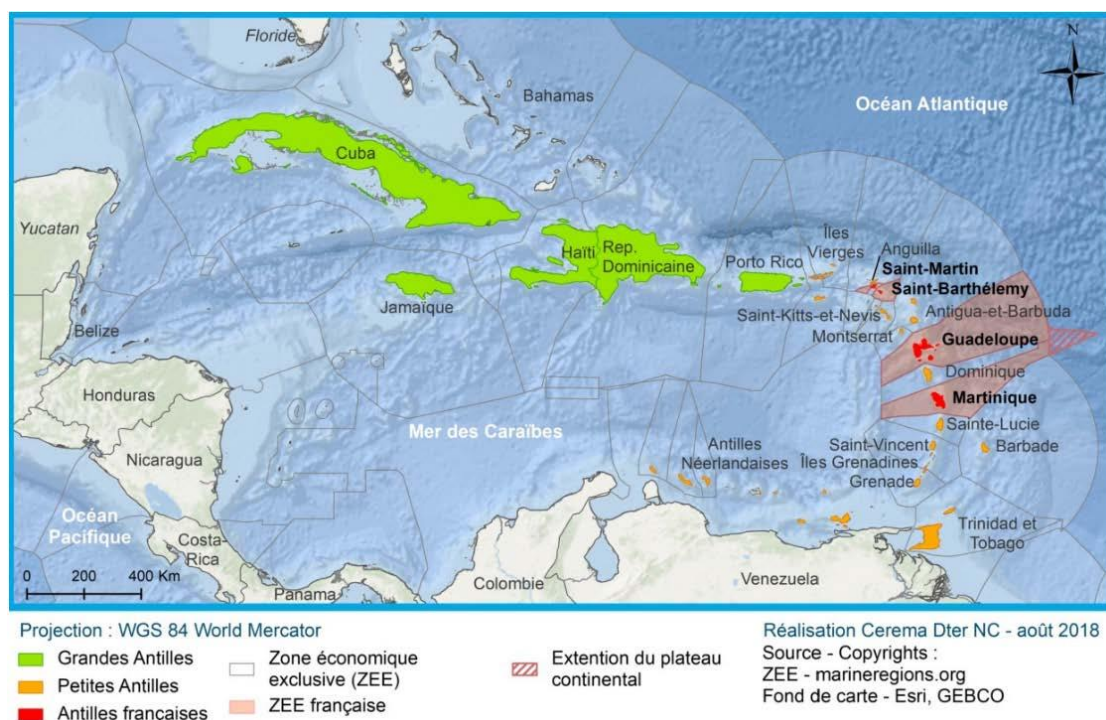 Floride
N
Bahamas
Océan Atlantique
Cuba
Yucatan
Îles
Vierges
Anguilla
Haïti
Rep.
Dominicaine
Porto Rico
Saint-Martin
Saint-Barthélemy
Jamaïque
Saint-Kitts-et-Nevis
Antigua-et-Barbuda
Montserrat
Belize
Guadeloupe
Dominique
Honduras
Martinique
Mer des Caraïbes
Sainte-Lucie
Nicaragua
Antilles
Néerlandaises
Saint-Vincent
Îles Grenadines
Grenade
Barbade
Océan
Pacifique
Costa-
Rica
Trinidad et
Tobago
0 200 400 Km
Panama
Colombie
Venezuela
Projection : WGS 84 World Mercator
Grandes Antilles
Petites Antilles
Antilles françaises
Zone économique
exclusive (ZEE)
ZEE française
Extention du plateau
continental
Réalisation Cerema Dter NC - août 2018
Source - Copyrights :
ZEE - marineregions.org
Fond de carte - Esri, GEBCO